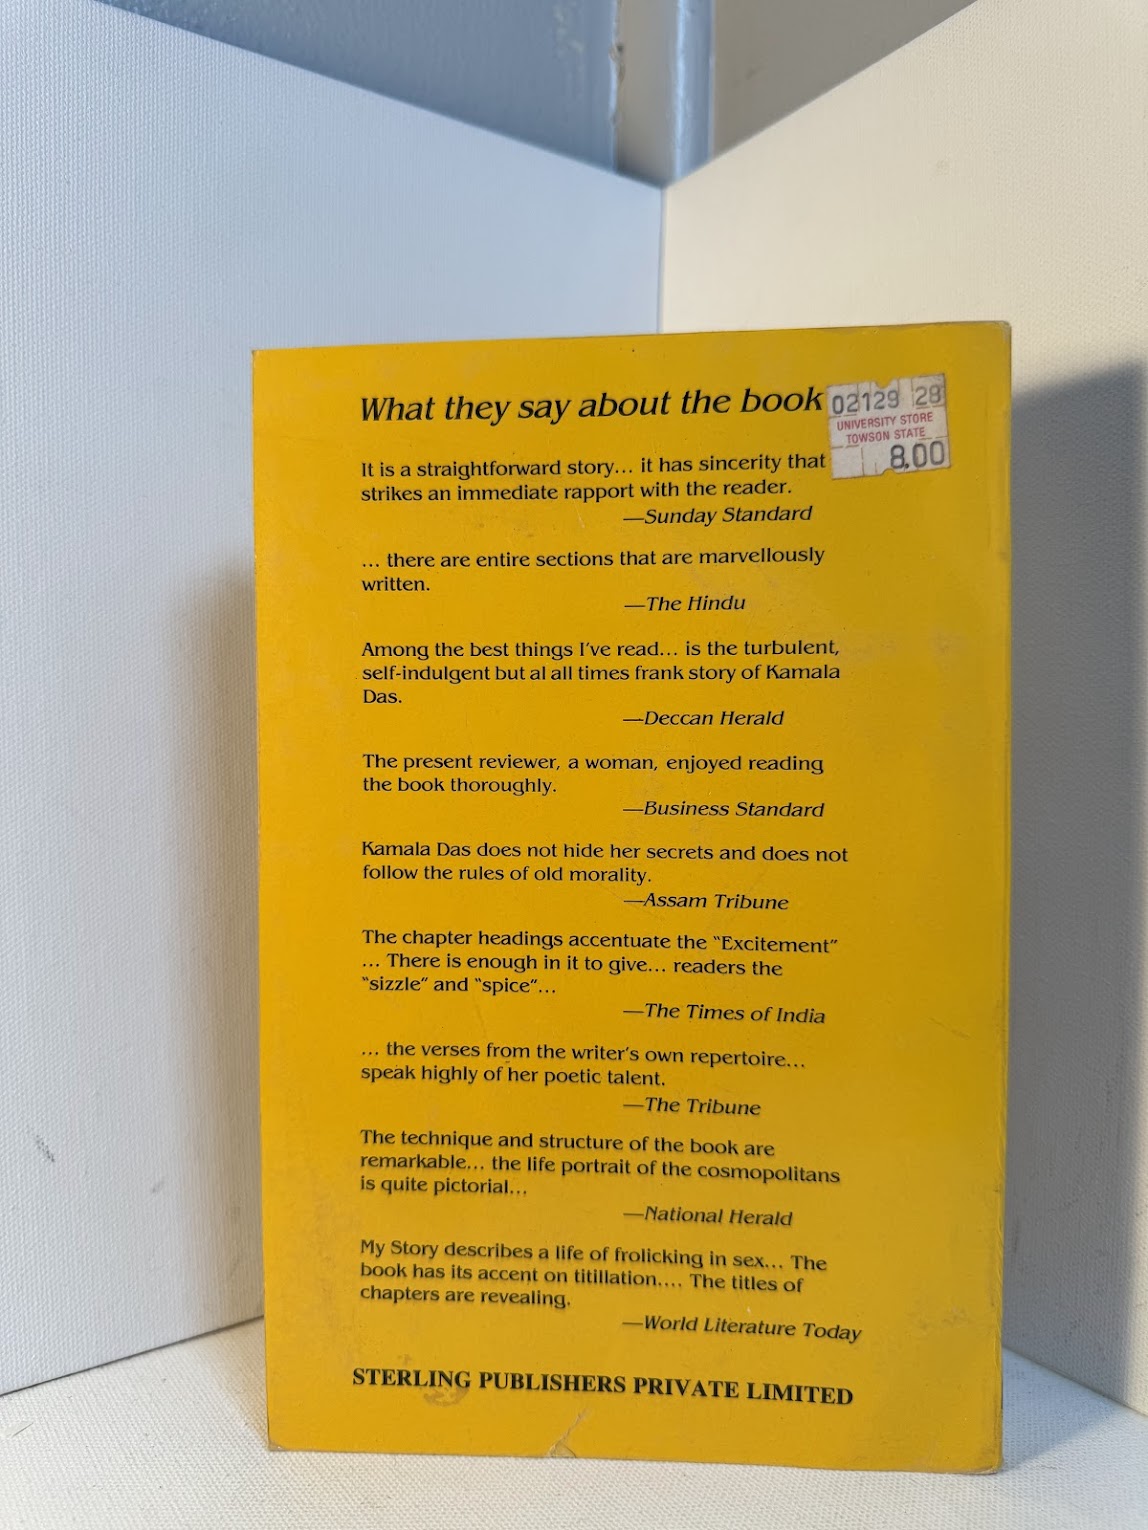 What they say about the book
02129 28
UNIVERSITY STORE
TOWSON STATE
8.00
It is a straightforward story... it has sincerity that
strikes an immediate rapport with the reader.
—Sunday Standard
... there are entire sections that are marvellously
written.
—The Hindu
Among the best things I've read... is the turbulent,
self-indulgent but al all times frank story of Kamala
Das.
—Deccan Herald
The present reviewer, a woman, enjoyed reading
the book thoroughly.
—Business Standard
Kamala Das does not hide her secrets and does not
follow the rules of old morality.
—Assam Tribune
The chapter headings accentuate the “Excitement”
... There is enough in it to give... readers the
“sizzle” and “spice”...
—The Times of India
... the verses from the writer's own repertoire...
speak highly of her poetic talent.
—The Tribune
The technique and structure of the book are
remarkable... the life portrait of the cosmopolitans
is quite pictorial...
—National Herald
My Story describes a life of frolicking in sex... The
book has its accent on titillation.... The titles of
chapters are revealing.
—World Literature Today
STERLING PUBLISHERS PRIVATE LIMITED